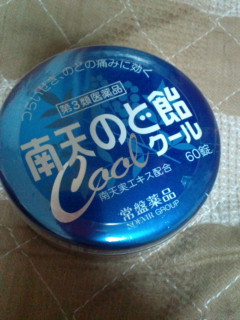 つらいせき・のどの痛みに効く
第3類医薬品
南天のど飴
Cool
クール
60錠
南天実エキス配合
常盤薬品
NOEVIR GROUP